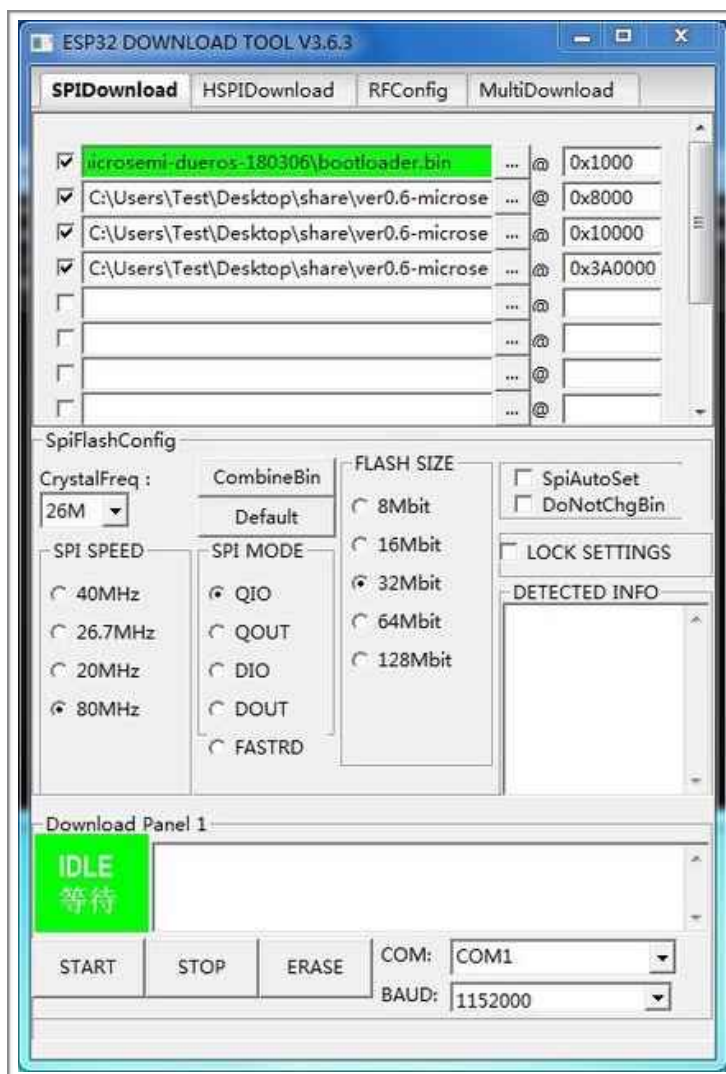 ESP32 DOWNLOAD TOOL V3.6.3
SPIDownload HSPIDownload RFConfig MultiDownload
icrosemi-dueros-180306\bootloader.bin ... @ 0x1000
C:\Users\Test\Desktop\share\ver0.6-microse ... @ 0x8000
C:\Users\Test\Desktop\share\ver0.6-microse ... @ 0x10000
C:\Users\Test\Desktop\share\ver0.6-microse ... @ 0x3A0000
... @
... @
... @
... @
SpiFlashConfig
CrystalFreq :
26M
CombineBin
Default
SPI SPEED
40MHz
26.7MHz
20MHz
80MHz
SPI MODE
QIO
QOUT
DIO
DOUT
FASTRD
FLASH SIZE
8Mbit
16Mbit
32Mbit
64Mbit
128Mbit
SpiAutoSet
DoNotChgBin
LOCK SETTINGS
DETECTED INFO
Download Panel 1
IDLE
等待
START STOP ERASE
COM: COM1
BAUD: 1152000